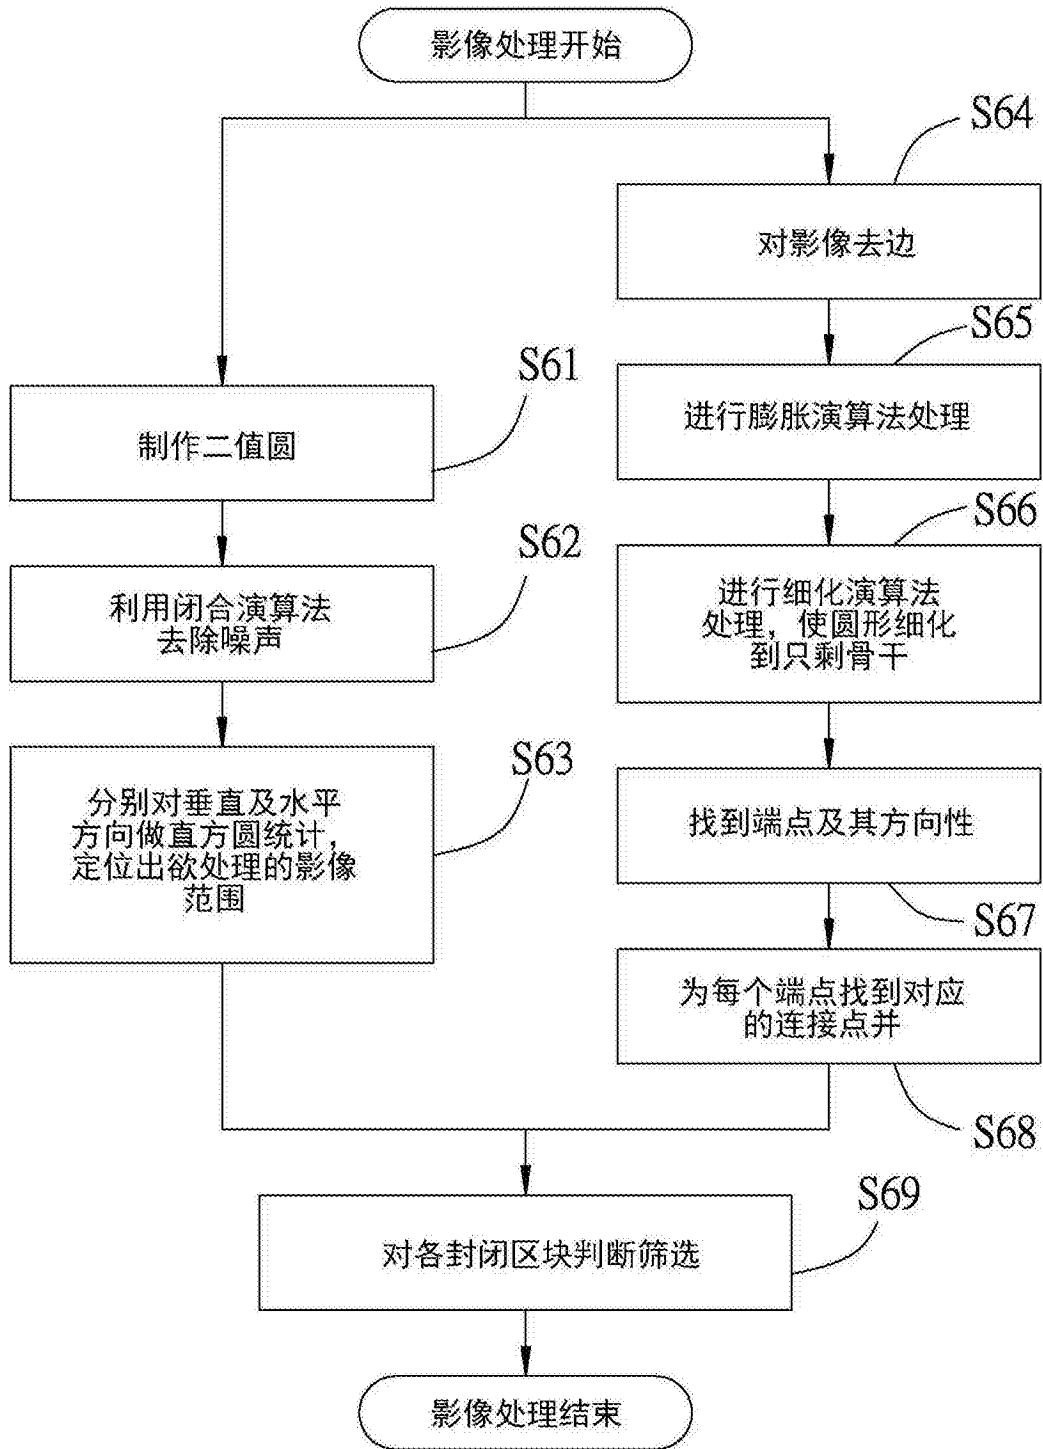 影像处理开始
S64
对影像去边
S65
进行膨胀演算法处理
S61
制作二值圆
S66
进行细化演算法
处理，使圆形细化
到只剩骨干
S62
利用闭合演算法
去除噪声
S63
分别对垂直及水平
方向做直方圆统计，
定位出欲处理的影像
范围
找到端点及其方向性
S67
为每个端点找到对应
的连接点并
S68
S69
对各封闭区块判断筛选
影像处理结束